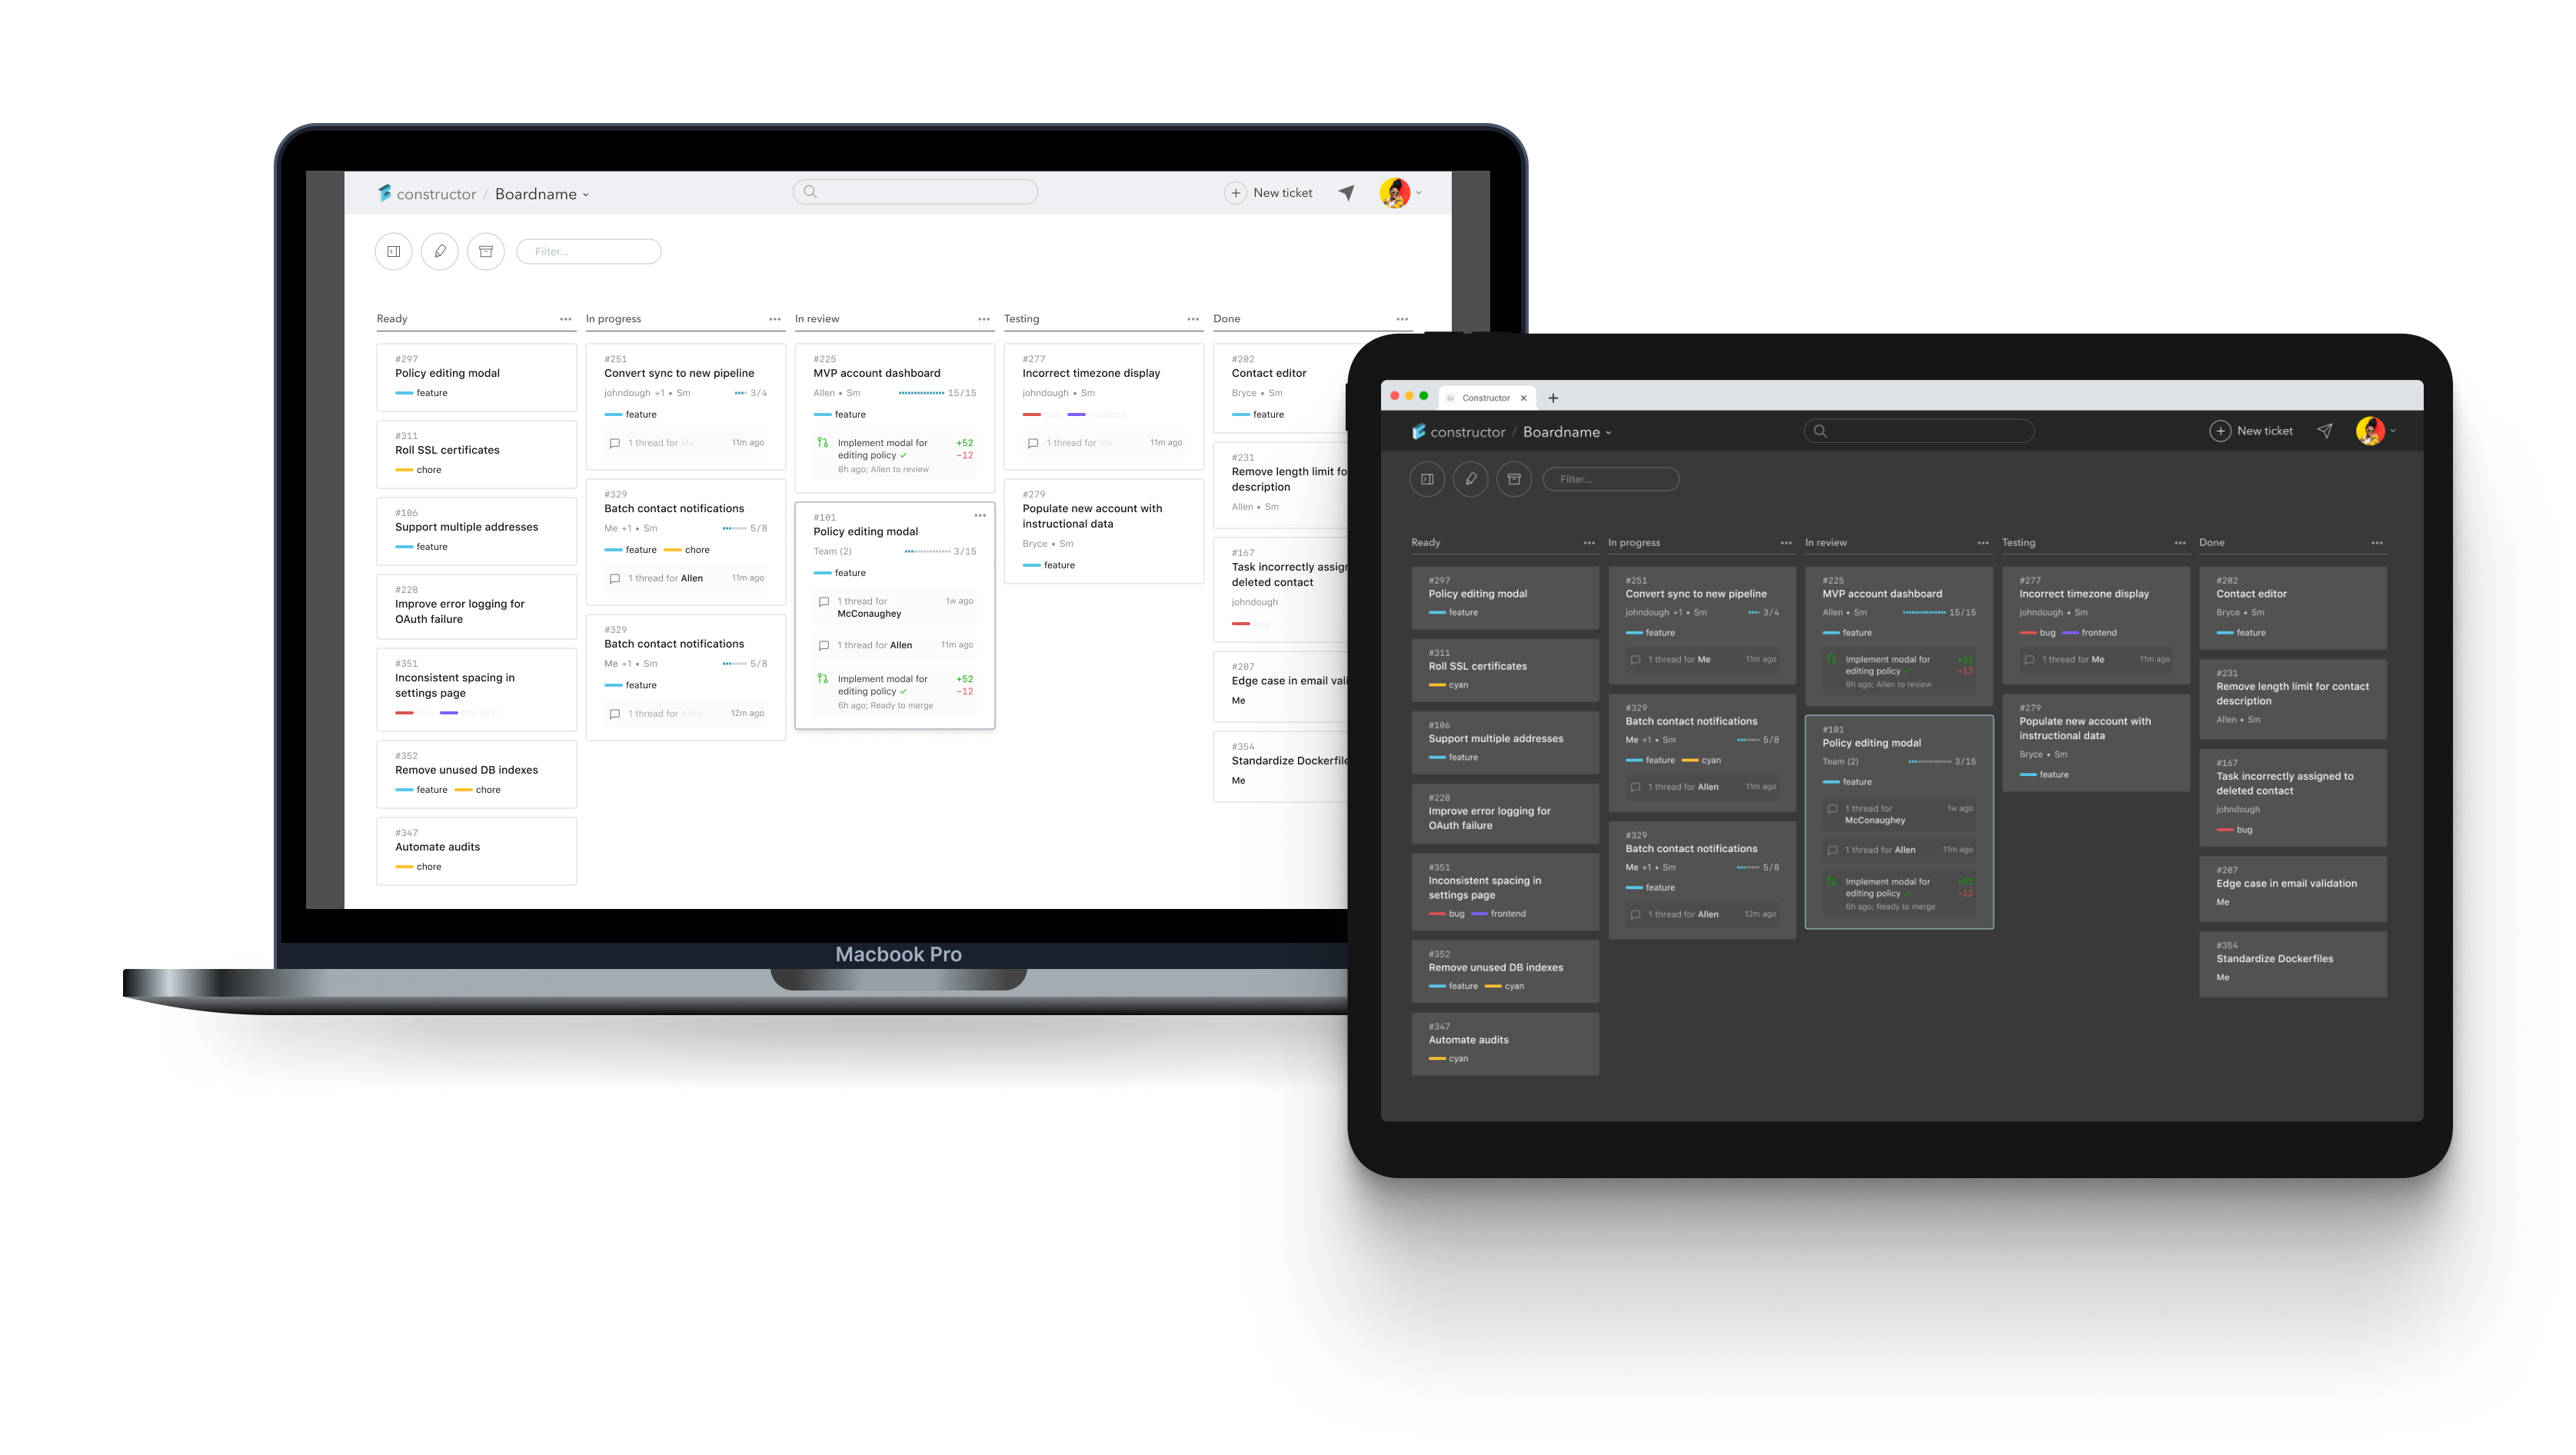 constructor / Boardname
New ticket
Filter...
Ready
#297
Policy editing modal
feature
#311
Roll SSL certificates
chore
#106
Support multiple addresses
feature
#228
Improve error logging for
OAuth failure
#351
Inconsistent spacing in
settings page
bug frontend
#352
Remove unused DB indexes
feature chore
#347
Automate audits
chore
In progress
#251
Convert sync to new pipeline
johndough +1 • Sm 3/4
feature
1 thread for Me 11m ago
#329
Batch contact notifications
Me +1 • Sm 5/8
feature chore
1 thread for Allen 11m ago
#329
Batch contact notifications
Me +1 • Sm 5/8
feature
1 thread for Allen 12m ago
In review
#225
MVP account dashboard
Allen • Sm 15/15
feature
Implement modal for +52
editing policy −12
8h ago; Allen to review
#101
Policy editing modal
Team (2) 3/15
feature
1 thread for 1w ago
McConaughey
1 thread for Allen 11m ago
Implement modal for +52
editing policy −12
6h ago; Ready to merge
Testing
#277
Incorrect timezone display
johndough • Sm
bug frontend
1 thread for Me 11m ago
#279
Populate new account with
instructional data
Bryce • Sm
feature
Done
#202
Contact editor
Bryce • Sm
feature
#231
Remove length limit fo
description
Allen • Sm
#167
Task incorrectly assig
deleted contact
johndough
bug
#207
Edge case in email vali
Me
#354
Standardize Dockerfile
Me
Macbook Pro
Constructor
constructor / Boardname
New ticket
Filter...
Ready
#297
Policy editing modal
feature
#311
Roll SSL certificates
cyan
#106
Support multiple addresses
feature
#228
Improve error logging for
OAuth failure
#351
Inconsistent spacing in
settings page
bug frontend
#352
Remove unused DB indexes
feature cyan
#347
Automate audits
cyan
In progress
#251
Convert sync to new pipeline
johndough +1 • Sm 3/4
feature
1 thread for Me 11m ago
#329
Batch contact notifications
Me +1 • Sm 5/8
feature cyan
1 thread for Allen 11m ago
#329
Batch contact notifications
Me +1 • Sm 5/8
feature
1 thread for Allen 12m ago
In review
#225
MVP account dashboard
Allen • Sm 15/15
feature
Implement modal for +52
editing policy −12
8h ago; Allen to review
#101
Policy editing modal
Team (2) 3/15
feature
1 thread for 1w ago
McConaughey
1 thread for Allen 11m ago
Implement modal for +52
editing policy −12
6h ago; Ready to merge
Testing
#277
Incorrect timezone display
johndough • Sm
bug frontend
1 thread for Me 11m ago
#279
Populate new account with
instructional data
Bryce • Sm
feature
Done
#202
Contact editor
Bryce • Sm
feature
#231
Remove length limit for contact
description
Allen • Sm
#167
Task incorrectly assigned to
deleted contact
johndough
bug
#207
Edge case in email validation
Me
#354
Standardize Dockerfiles
Me